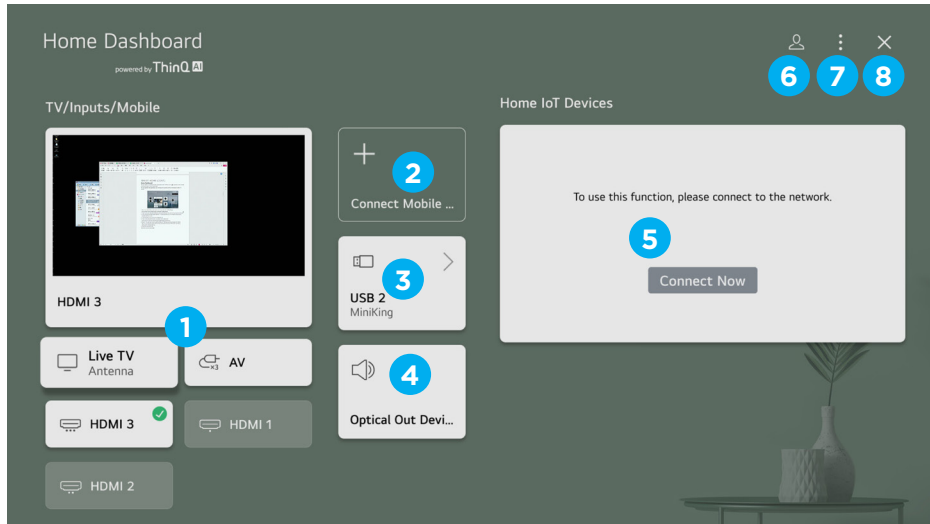 Home Dashboard
powered by ThinQ AI
6
7
8
TV/Inputs/Mobile
HDMI 3
1
Live TV
Antenna
AV
x3
HDMI 3
HDMI 1
HDMI 2
2
Connect Mobile ...
3
USB 2
MiniKing
4
Optical Out Devi...
Home IoT Devices
To use this function, please connect to the network.
5
Connect Now